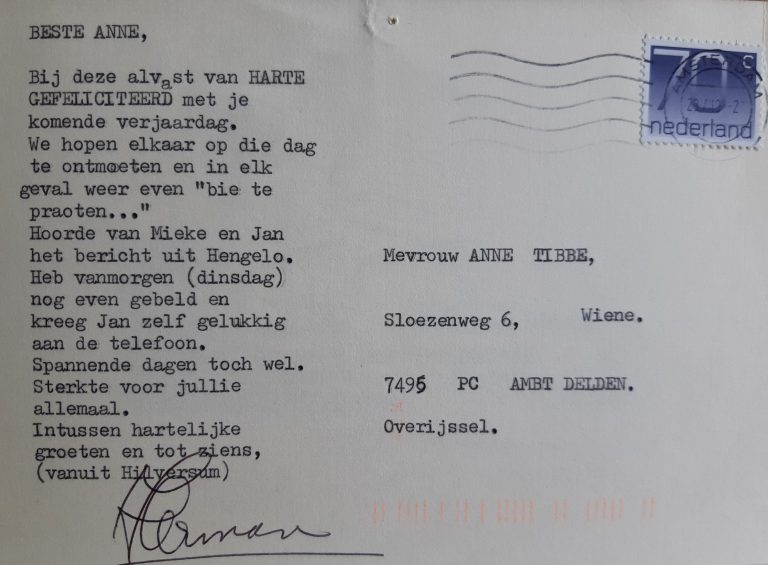 BESTE ANNE,
Bij deze alvast van HARTE
GEFELICITEERD met je
komende verjaardag.
We hopen elkaar op die dag
te ontmoeten en in elk
geval weer even "bie te
praoten..."
Hoorde van Mieke en Jan
het bericht uit Hengelo.
Heb vanmorgen (dinsdag)
nog even gebeld en
kreeg Jan zelf gelukkig
aan de telefoon.
Spannende dagen toch wel.
Sterkte voor jullie
allemaal.
Intussen hartelijke
groeten en tot ziens,
(vanuit Hilversum)
Herman
70 c
nederland
AMSTERDAM
Mevrouw ANNE TIBBE,
Sloezenweg 6, Wiene.
7495 PC AMBT DELDEN.
Overijssel.